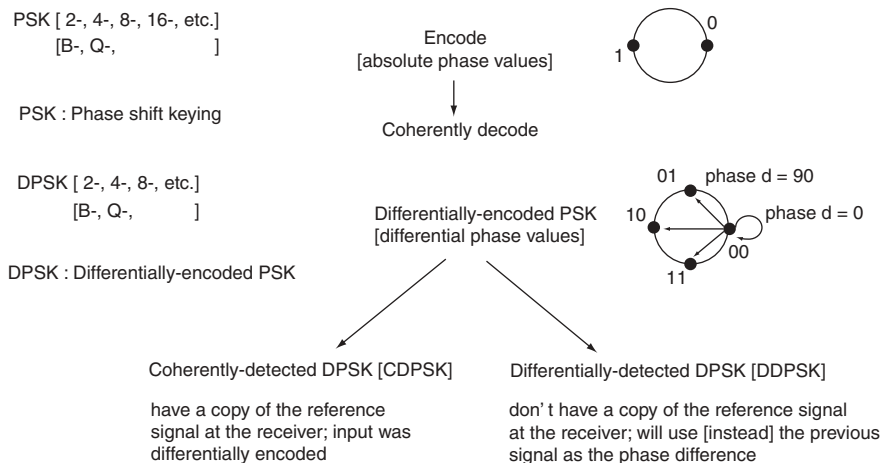 PSK [ 2-, 4-, 8-, 16-, etc.]
[B-, Q-, ]
PSK : Phase shift keying
Encode
[absolute phase values]
Coherently decode
1
0
DPSK [ 2-, 4-, 8-, etc.]
[B-, Q-, ]
DPSK : Differentially-encoded PSK
Differentially-encoded PSK
[differential phase values]
01
phase d = 90
10
phase d = 0
00
11
Coherently-detected DPSK [CDPSK]
have a copy of the reference
signal at the receiver; input was
differentially encoded
Differentially-detected DPSK [DDPSK]
don't have a copy of the reference signal
at the receiver; will use [instead] the previous
signal as the phase difference